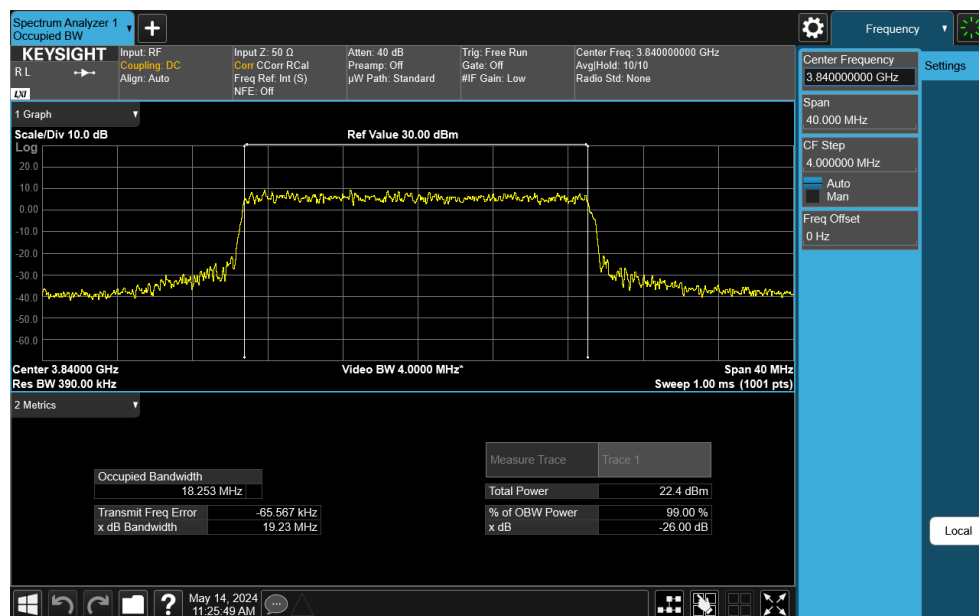 Spectrum Analyzer 1
Occupied BW
+
Frequency
KEYSIGHT
R L
LXI
Input: RF
Coupling: DC
Align: Auto
Input Z: 50 Ω
Corr CCorr RCal
Freq Ref: Int (S)
NFE: Off
Atten: 40 dB
Preamp: Off
µW Path: Standard
Trig: Free Run
Gate: Off
#IF Gain: Low
Center Freq: 3.840000000 GHz
Avg|Hold: 10/10
Radio Std: None
Center Frequency
3.840000000 GHz
Settings
Span
40.000 MHz
CF Step
4.000000 MHz
Auto
Man
Freq Offset
0 Hz
Local
1 Graph
Scale/Div 10.0 dB
Ref Value 30.00 dBm
Log
20.0
10.0
0.00
-10.0
-20.0
-30.0
-40.0
-50.0
-60.0
Center 3.84000 GHz
Video BW 4.0000 MHz*
Span 40 MHz
Res BW 390.00 kHz
Sweep 1.00 ms (1001 pts)
2 Metrics
Measure Trace
Trace 1
Occupied Bandwidth
18.253 MHz
Total Power
22.4 dBm
Transmit Freq Error
-65.567 kHz
% of OBW Power
99.00 %
x dB Bandwidth
19.23 MHz
x dB
-26.00 dB
?
May 14, 2024
11:25:49 AM